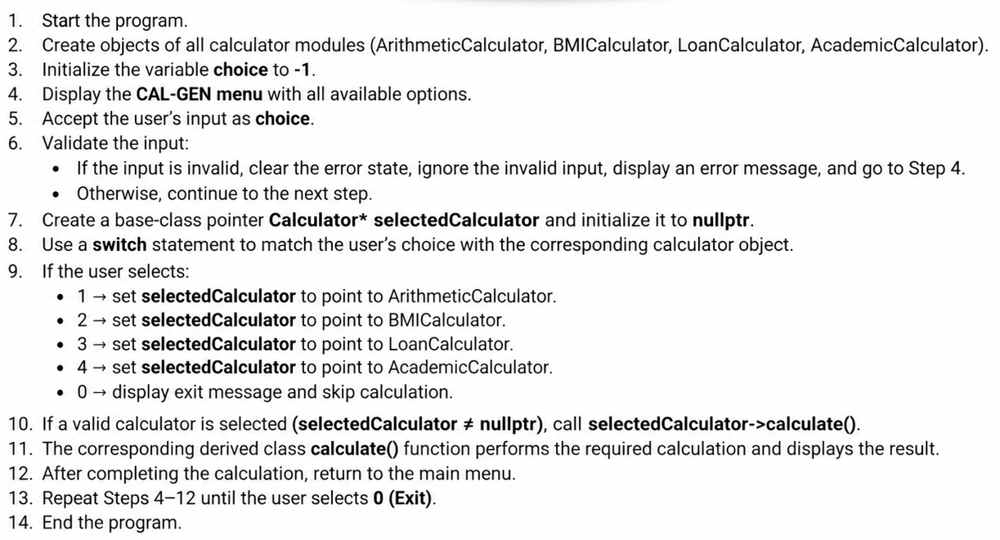 1. Start the program.
2. Create objects of all calculator modules (ArithmeticCalculator, BMICalculator, LoanCalculator, AcademicCalculator).
3. Initialize the variable choice to -1.
4. Display the CAL-GEN menu with all available options.
5. Accept the user’s input as choice.
6. Validate the input:
• If the input is invalid, clear the error state, ignore the invalid input, display an error message, and go to Step 4.
• Otherwise, continue to the next step.
7. Create a base-class pointer Calculator* selectedCalculator and initialize it to nullptr.
8. Use a switch statement to match the user’s choice with the corresponding calculator object.
9. If the user selects:
• 1 → set selectedCalculator to point to ArithmeticCalculator.
• 2 → set selectedCalculator to point to BMICalculator.
• 3 → set selectedCalculator to point to LoanCalculator.
• 4 → set selectedCalculator to point to AcademicCalculator.
• 0 → display exit message and skip calculation.
10. If a valid calculator is selected (selectedCalculator ≠ nullptr), call selectedCalculator->calculate().
11. The corresponding derived class calculate() function performs the required calculation and displays the result.
12. After completing the calculation, return to the main menu.
13. Repeat Steps 4–12 until the user selects 0 (Exit).
14. End the program.